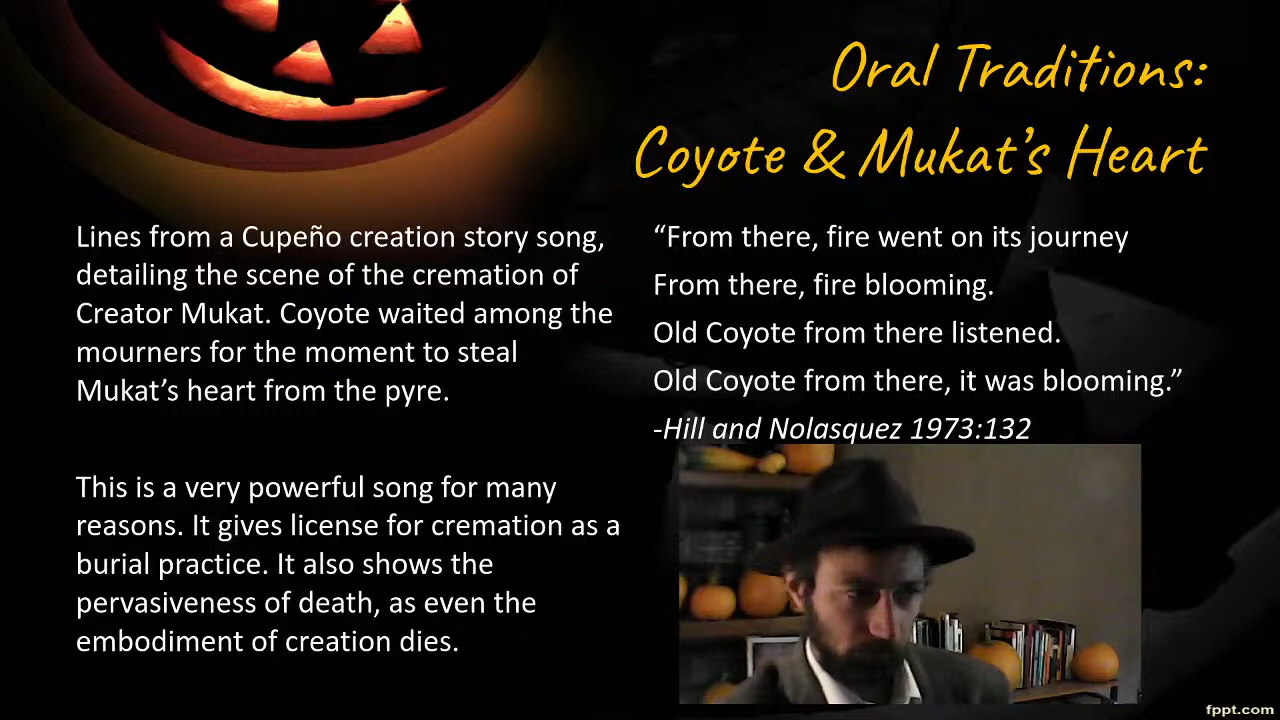 Oral Traditions:
Coyote & Mukat’s Heart
Lines from a Cupeño creation story song,
detailing the scene of the cremation of
Creator Mukat. Coyote waited among the
mourners for the moment to steal
Mukat’s heart from the pyre.
This is a very powerful song for many
reasons. It gives license for cremation as a
burial practice. It also shows the
pervasiveness of death, as even the
embodiment of creation dies.
“From there, fire went on its journey
From there, fire blooming.
Old Coyote from there listened.
Old Coyote from there, it was blooming.”
-Hill and Nolasquez 1973:132
fppt.com